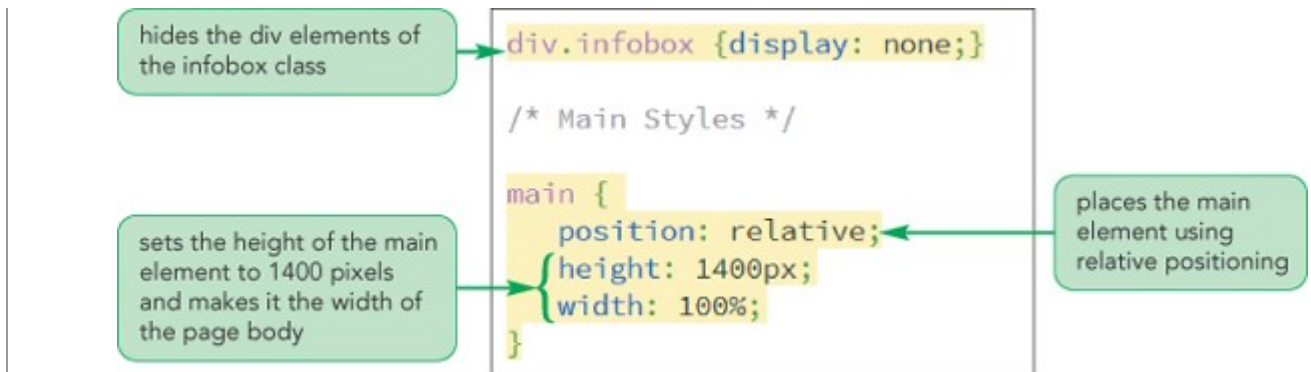 hides the div elements of
the infobox class
div.infobox {display: none;}
/* Main Styles */
main {
position: relative;
height: 1400px;
width: 100%;
}
sets the height of the main
element to 1400 pixels
and makes it the width of
the page body
places the main
element using
relative positioning